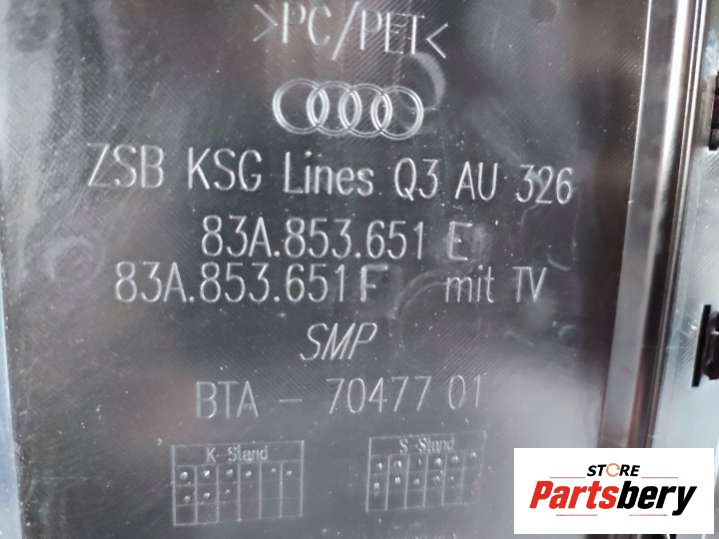 >PC/PET<
ZSB KSG Lines Q3 AU 326
83A.853.651 E
83A.853.651 F mit TV
SMP
BTA - 70477 01
K-Stand
S-Stand
STORE
Partsbery